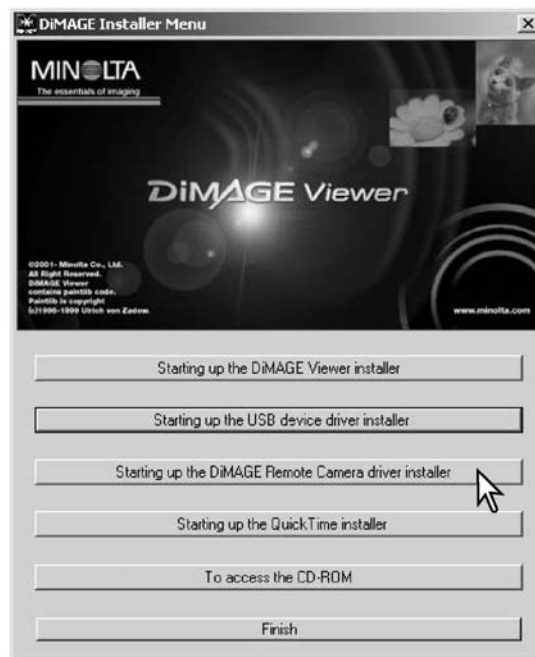 DiMAGE Installer Menu
MINOLTA
The essentials of imaging
DiMAGE Viewer
©2001- Minolta Co., Ltd.
All Right Reserved.
DiMAGE Viewer
contains paintlib code.
Paintlib is copyright
(c)1996-1999 Ulrich von Zadow.
www.minolta.com
Starting up the DiMAGE Viewer installer
Starting up the USB device driver installer
Starting up the DiMAGE Remote Camera driver installer
Starting up the QuickTime installer
To access the CD-ROM
Finish